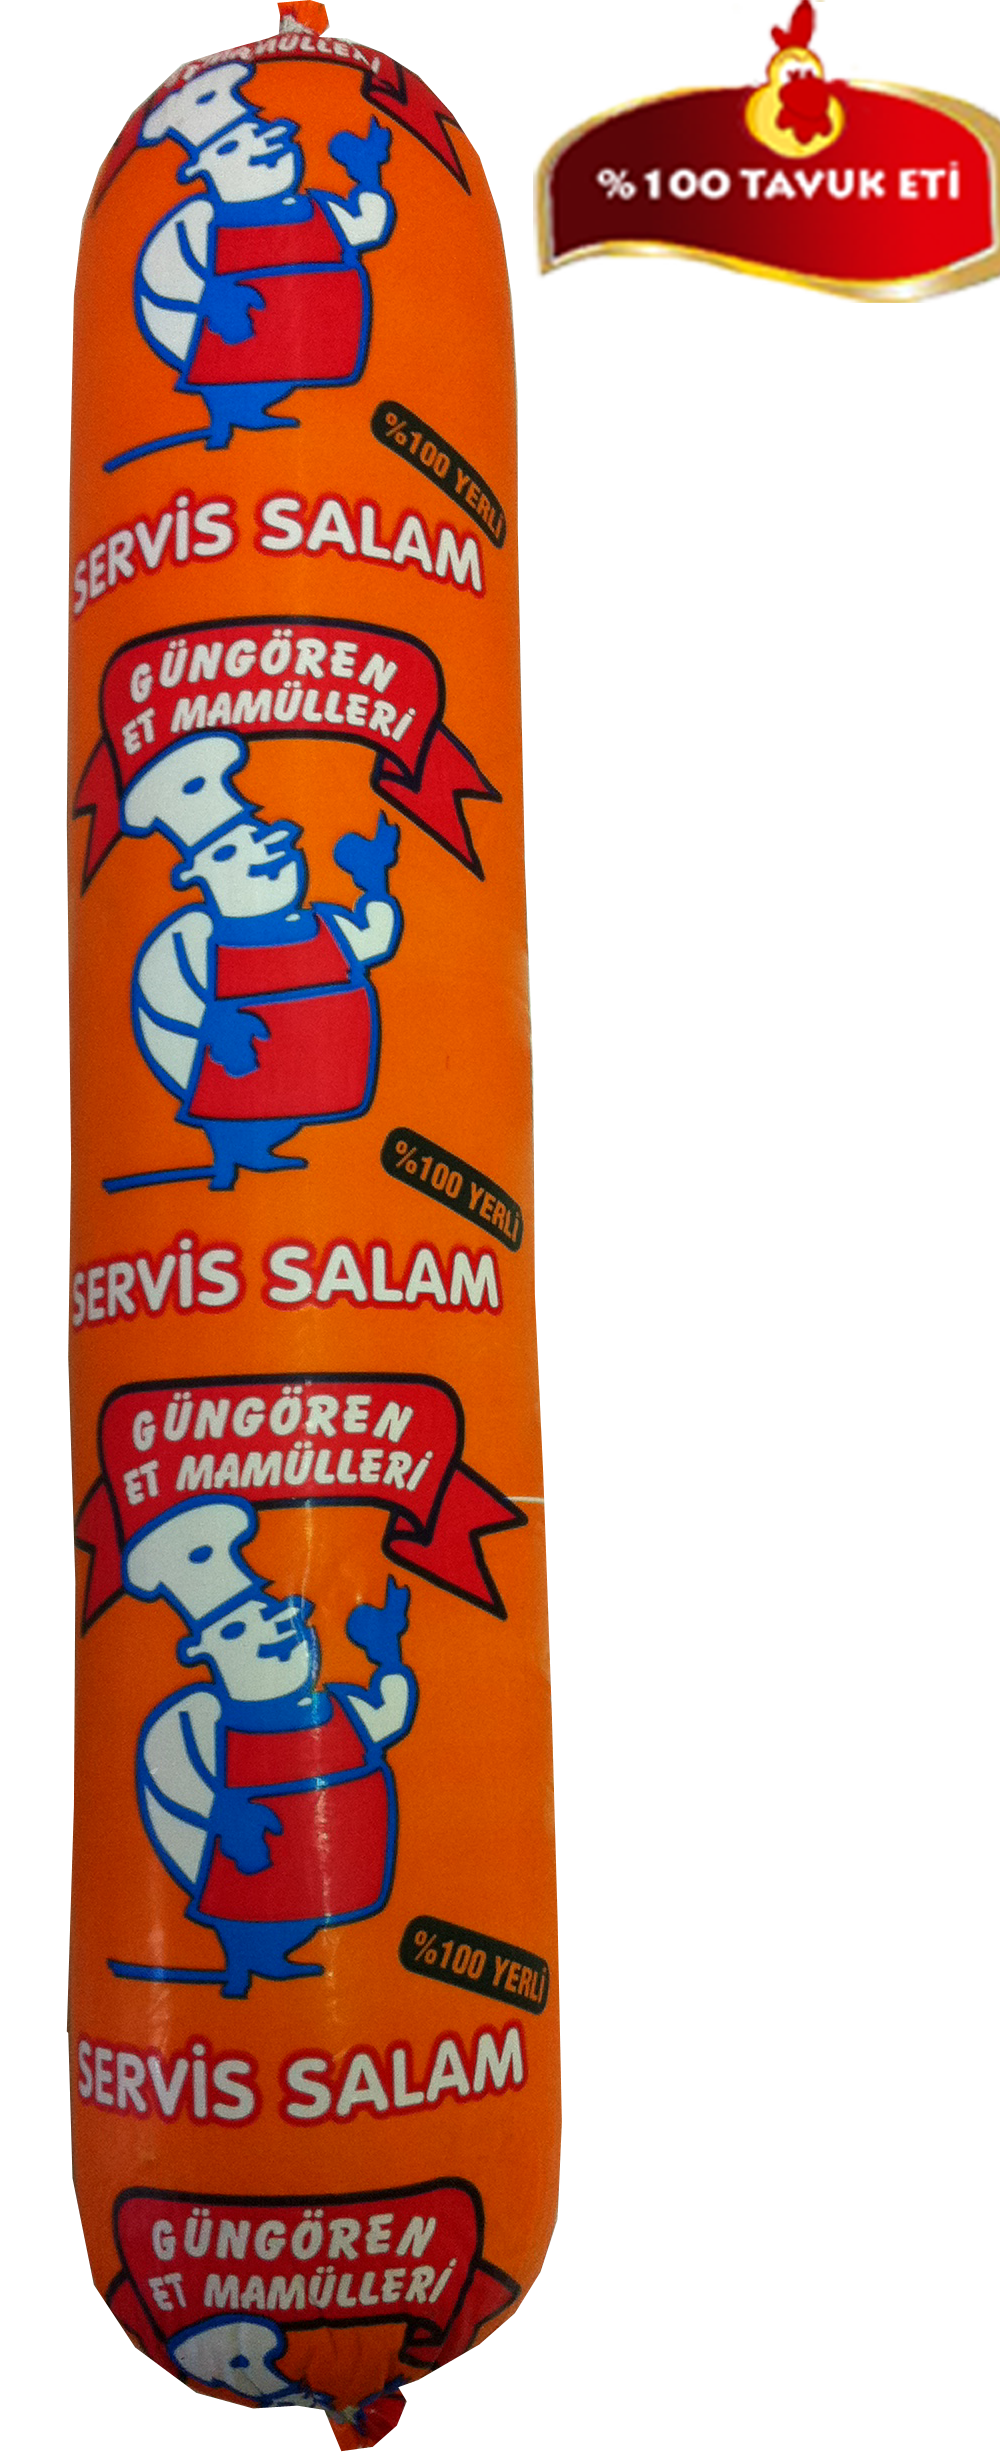 MAMÜLLERİ
%100 TAVUK ETİ
%100 YERLİ
SERVİS SALAM
GÜNGÖREN
ET MAMÜLLERİ
%100 YERLİ
SERVİS SALAM
GÜNGÖREN
ET MAMÜLLERİ
%100 YERLİ
SERVİS SALAM
GÜNGÖREN
ET MAMÜLLERİ